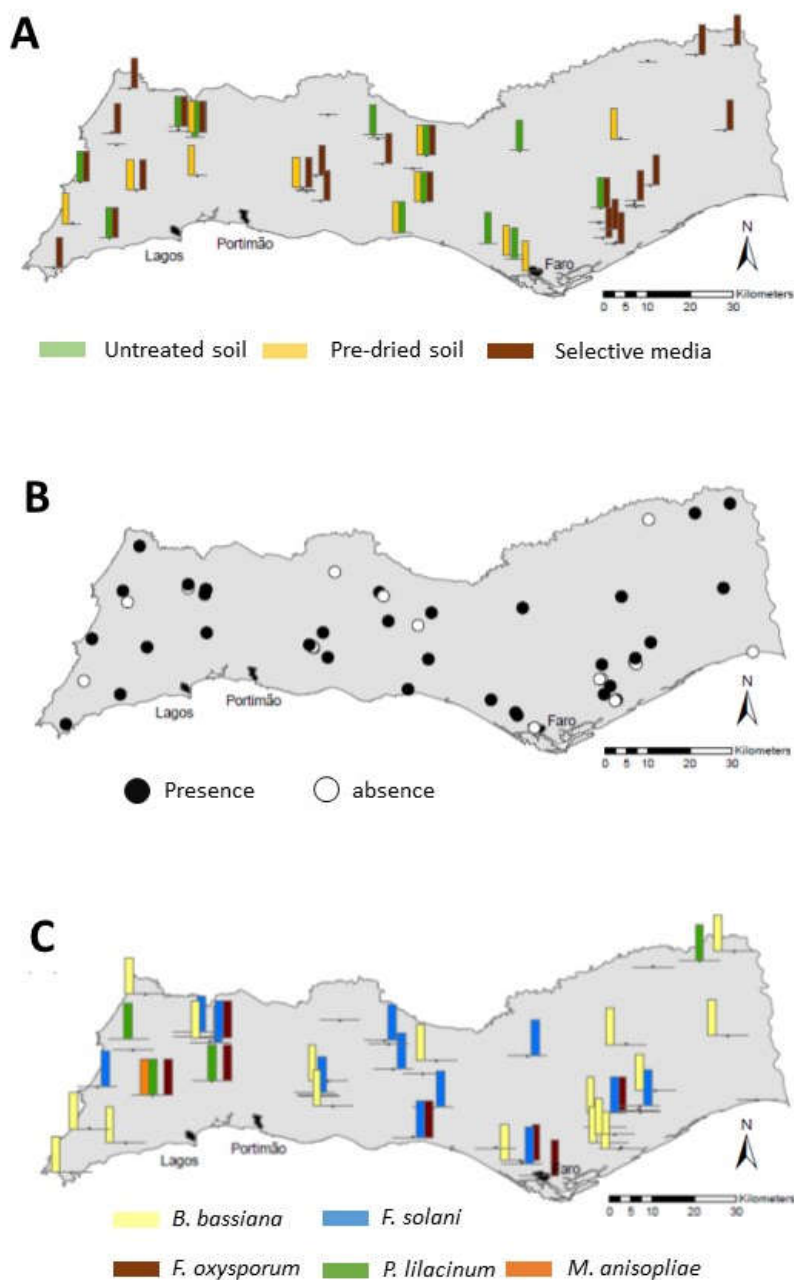 A
Lagos
Portimão
Faro
N
0 5 10 20 30 Kilometers
Untreated soil Pre-dried soil Selective media
B
Lagos
Portimão
Faro
N
0 5 10 20 30 Kilometers
Presence absence
C
Lagos
Portimão
aro
N
0 5 10 20 30 Kilometers
B. bassiana F. solani
F. oxysporum P. lilacinum M. anisopliae